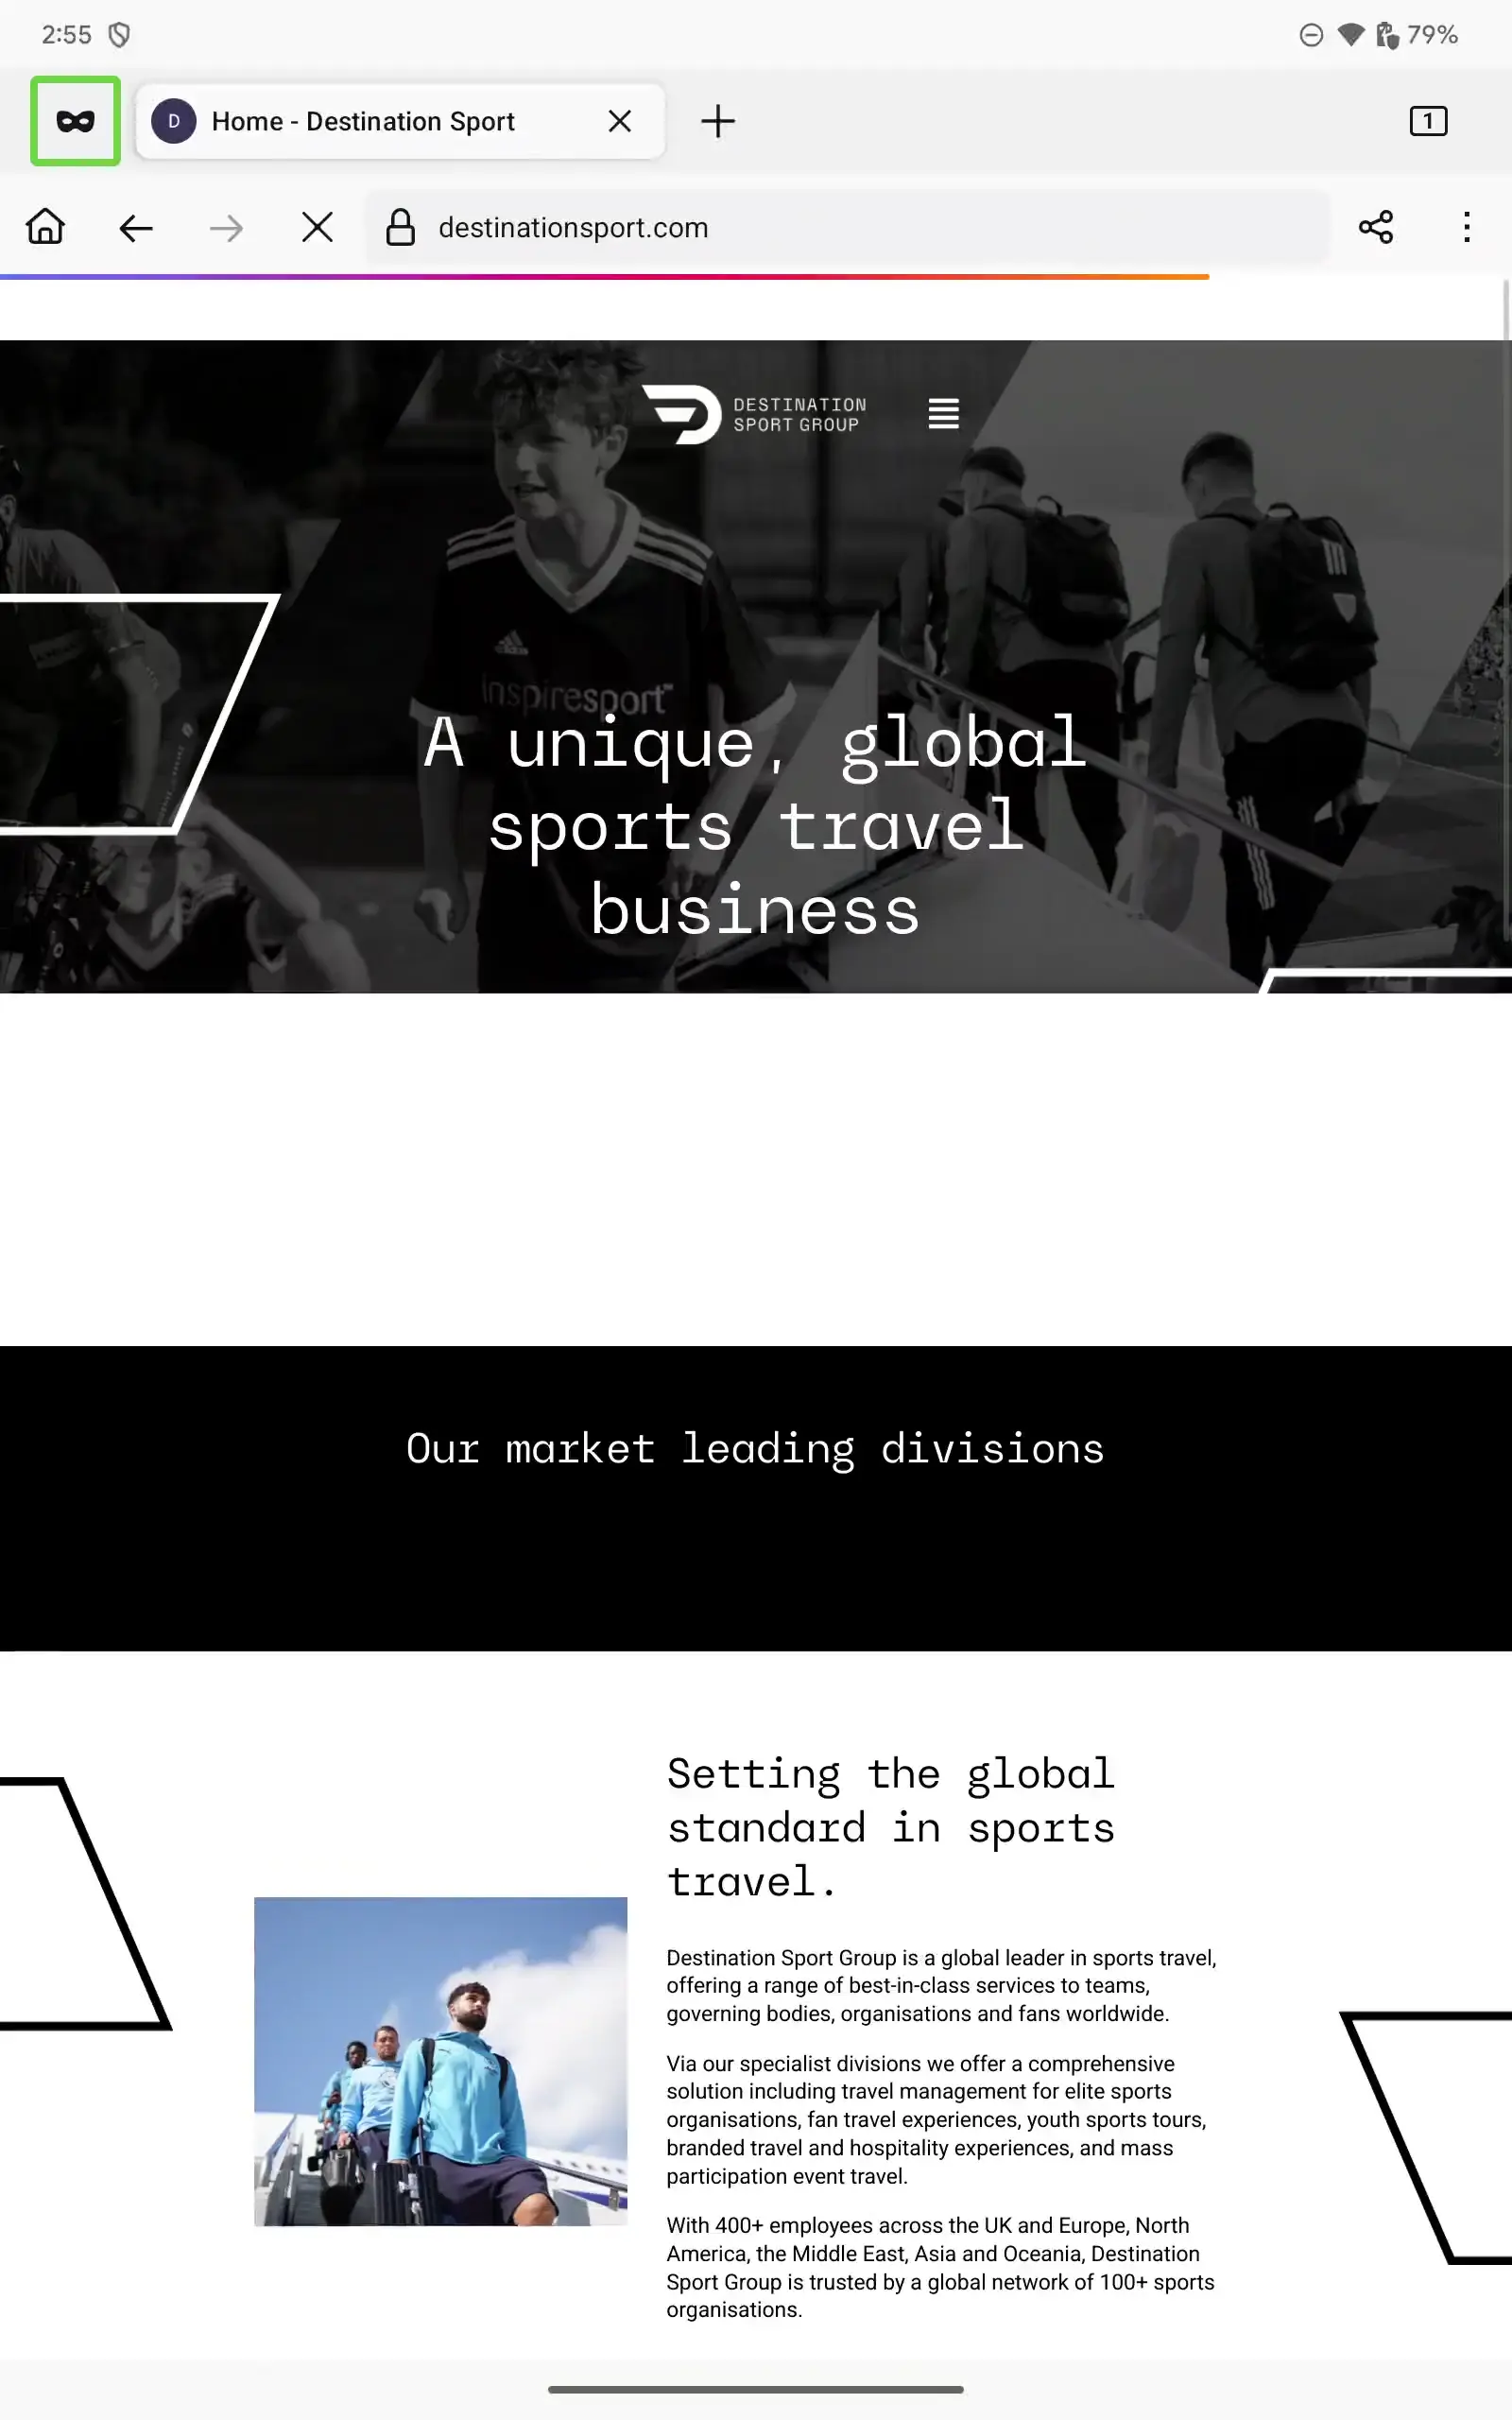 2:55
79%
D
Home - Destination Sport
1
destinationsport.com
DESTINATION
SPORT GROUP
inspiresport™
A unique, global
sports travel
business
Our market leading divisions
Setting the global
standard in sports
travel.
Destination Sport Group is a global leader in sports travel,
offering a range of best-in-class services to teams,
governing bodies, organisations and fans worldwide.
Via our specialist divisions we offer a comprehensive
solution including travel management for elite sports
organisations, fan travel experiences, youth sports tours,
branded travel and hospitality experiences, and mass
participation event travel.
With 400+ employees across the UK and Europe, North
America, the Middle East, Asia and Oceania, Destination
Sport Group is trusted by a global network of 100+ sports
organisations.